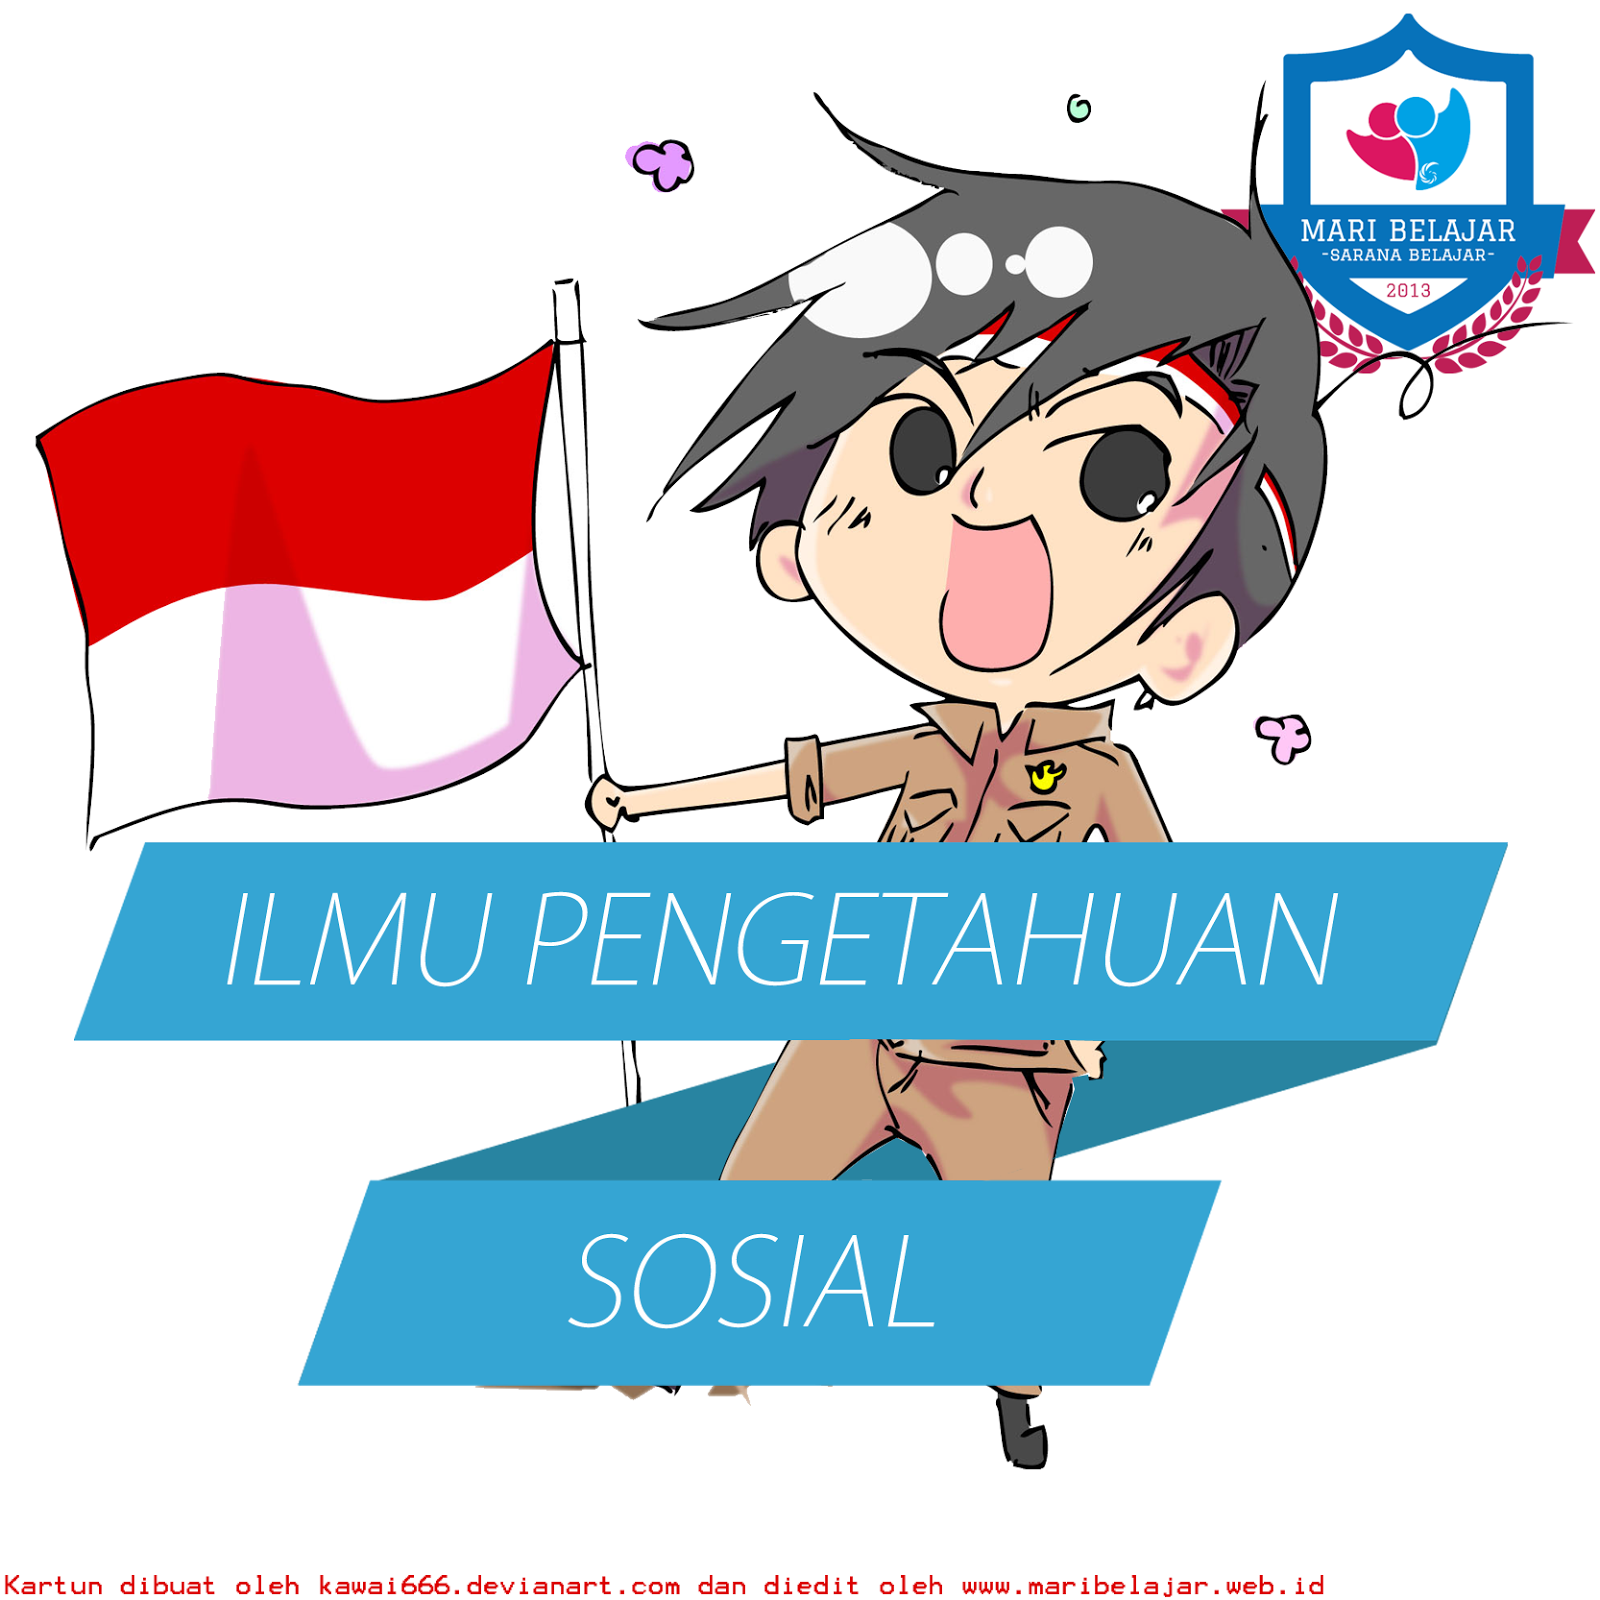 MARI BELAJAR
-SARANA BELAJAR-
2013
ILMU PENGETAHUAN
SOSIAL
Kartun dibuat oleh kawai666.devianart.com dan diedit oleh www.maribelajar.web.id